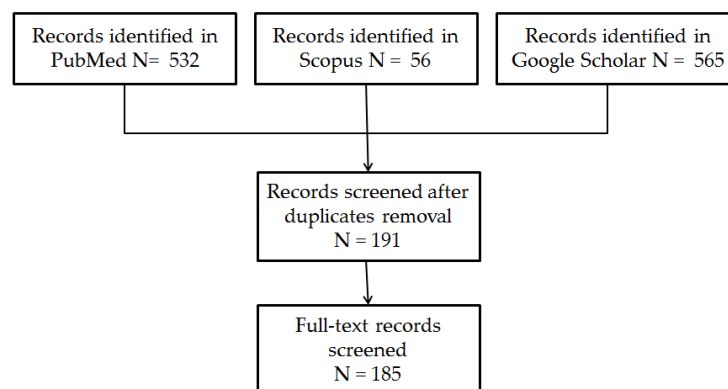 Records identified in
PubMed N= 532
Records identified in
Scopus N = 56
Records identified in
Google Scholar N = 565
Records screened after
duplicates removal
N = 191
Full-text records
screened
N = 185